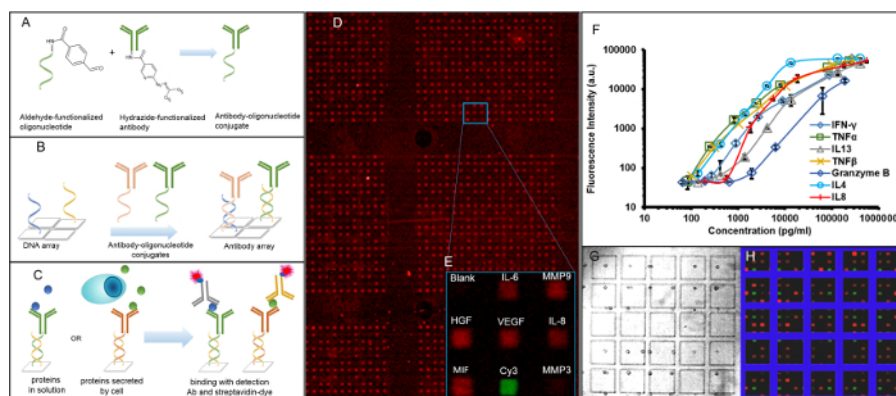 A
HN
O
+
HN
O
Aldehyde-functionalized
oligonucleotide
Hydrazide-functionalized
antibody
Antibody-oligonucleotide
conjugate
B
DNA
array
Antibody-oligonucleotide
conjugates
Antibody array
C
OR
proteins
in solution
proteins secreted
by cell
binding with detection
Ab and streptavidin-dye
D
E
Blank
IL-6
MMP9
HGF
VEGF
IL-8
MIF
Cy3
MMP3
F
Fluorescence Intensity (a.u.)
100000
10000
1000
100
10
10
100
1000
10000
100000
1000000
Concentration (pg/ml)
IFN-γ
TNFα
IL13
TNFβ
Granzyme B
IL4
IL8
G
H